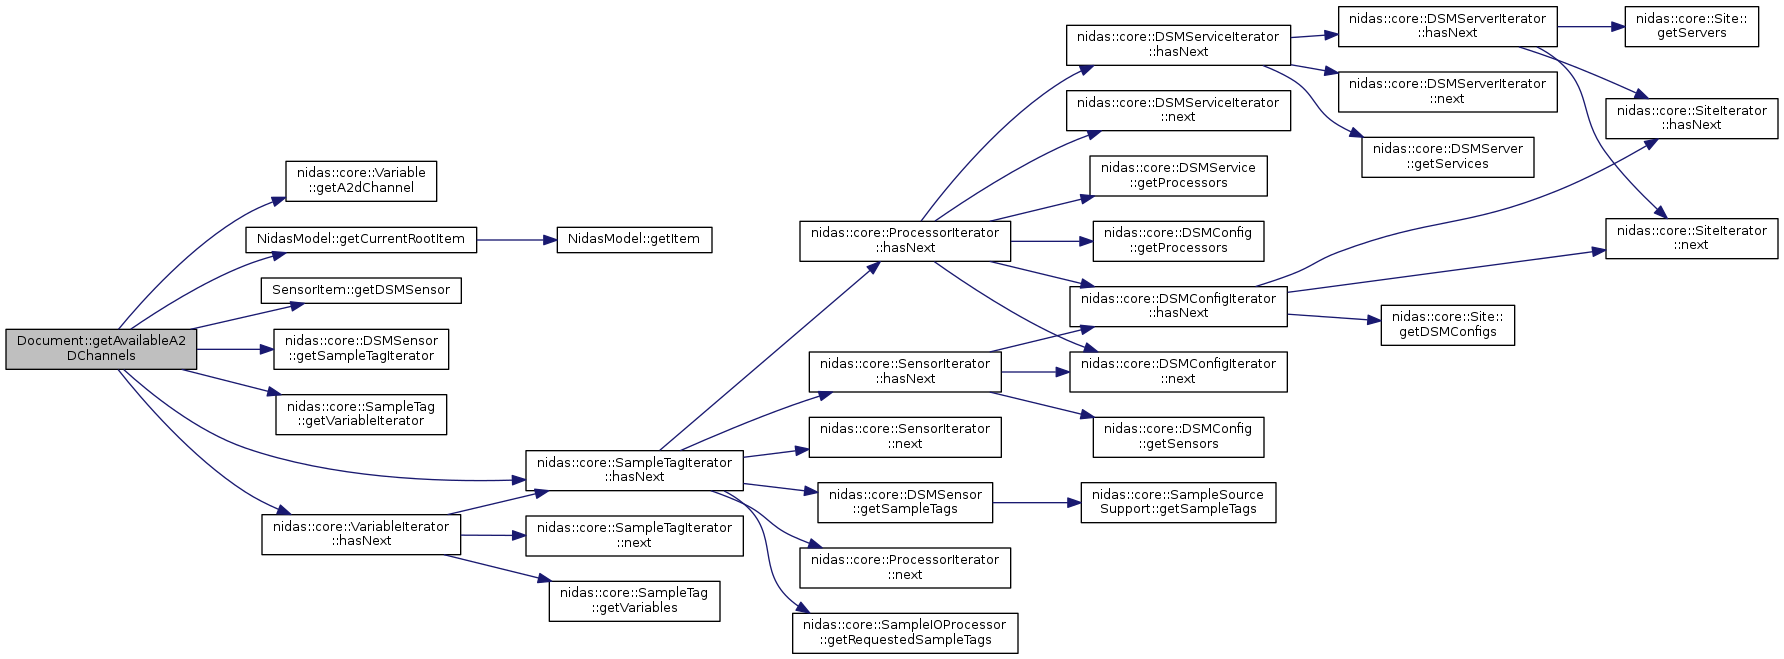 Document::getAvailableA2
DChannels
nidas::core::Variable
::getA2dChannel
NidasModel::getCurrentRootItem
NidasModel::getItem
SensorItem::getDSMSensor
nidas::core::DSMSensor
::getSampleTagIterator
nidas::core::SampleTag
::getVariableIterator
nidas::core::VariableIterator
::hasNext
nidas::core::SampleTagIterator
::hasNext
nidas::core::SampleTagIterator
::next
nidas::core::SampleTag
::getVariables
nidas::core::ProcessorIterator
::hasNext
nidas::core::SensorIterator
::hasNext
nidas::core::SensorIterator
::next
nidas::core::DSMSensor
::getSampleTags
nidas::core::ProcessorIterator
::next
nidas::core::SampleIOProcessor
::getRequestedSampleTags
nidas::core::DSMServiceIterator
::hasNext
nidas::core::DSMServiceIterator
::next
nidas::core::DSMService
::getProcessors
nidas::core::DSMConfig
::getProcessors
nidas::core::DSMConfigIterator
::hasNext
nidas::core::DSMConfigIterator
::next
nidas::core::DSMConfig
::getSensors
nidas::core::SampleSource
Support::getSampleTags
nidas::core::DSMServerIterator
::hasNext
nidas::core::DSMServerIterator
::next
nidas::core::DSMServer
::getServices
nidas::core::Site::
getDSMConfigs
nidas::core::Site::
getServers
nidas::core::SiteIterator
::hasNext
nidas::core::SiteIterator
::next